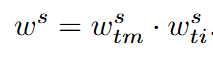 w^s = w^s_{tm} · w^s_{ti}.